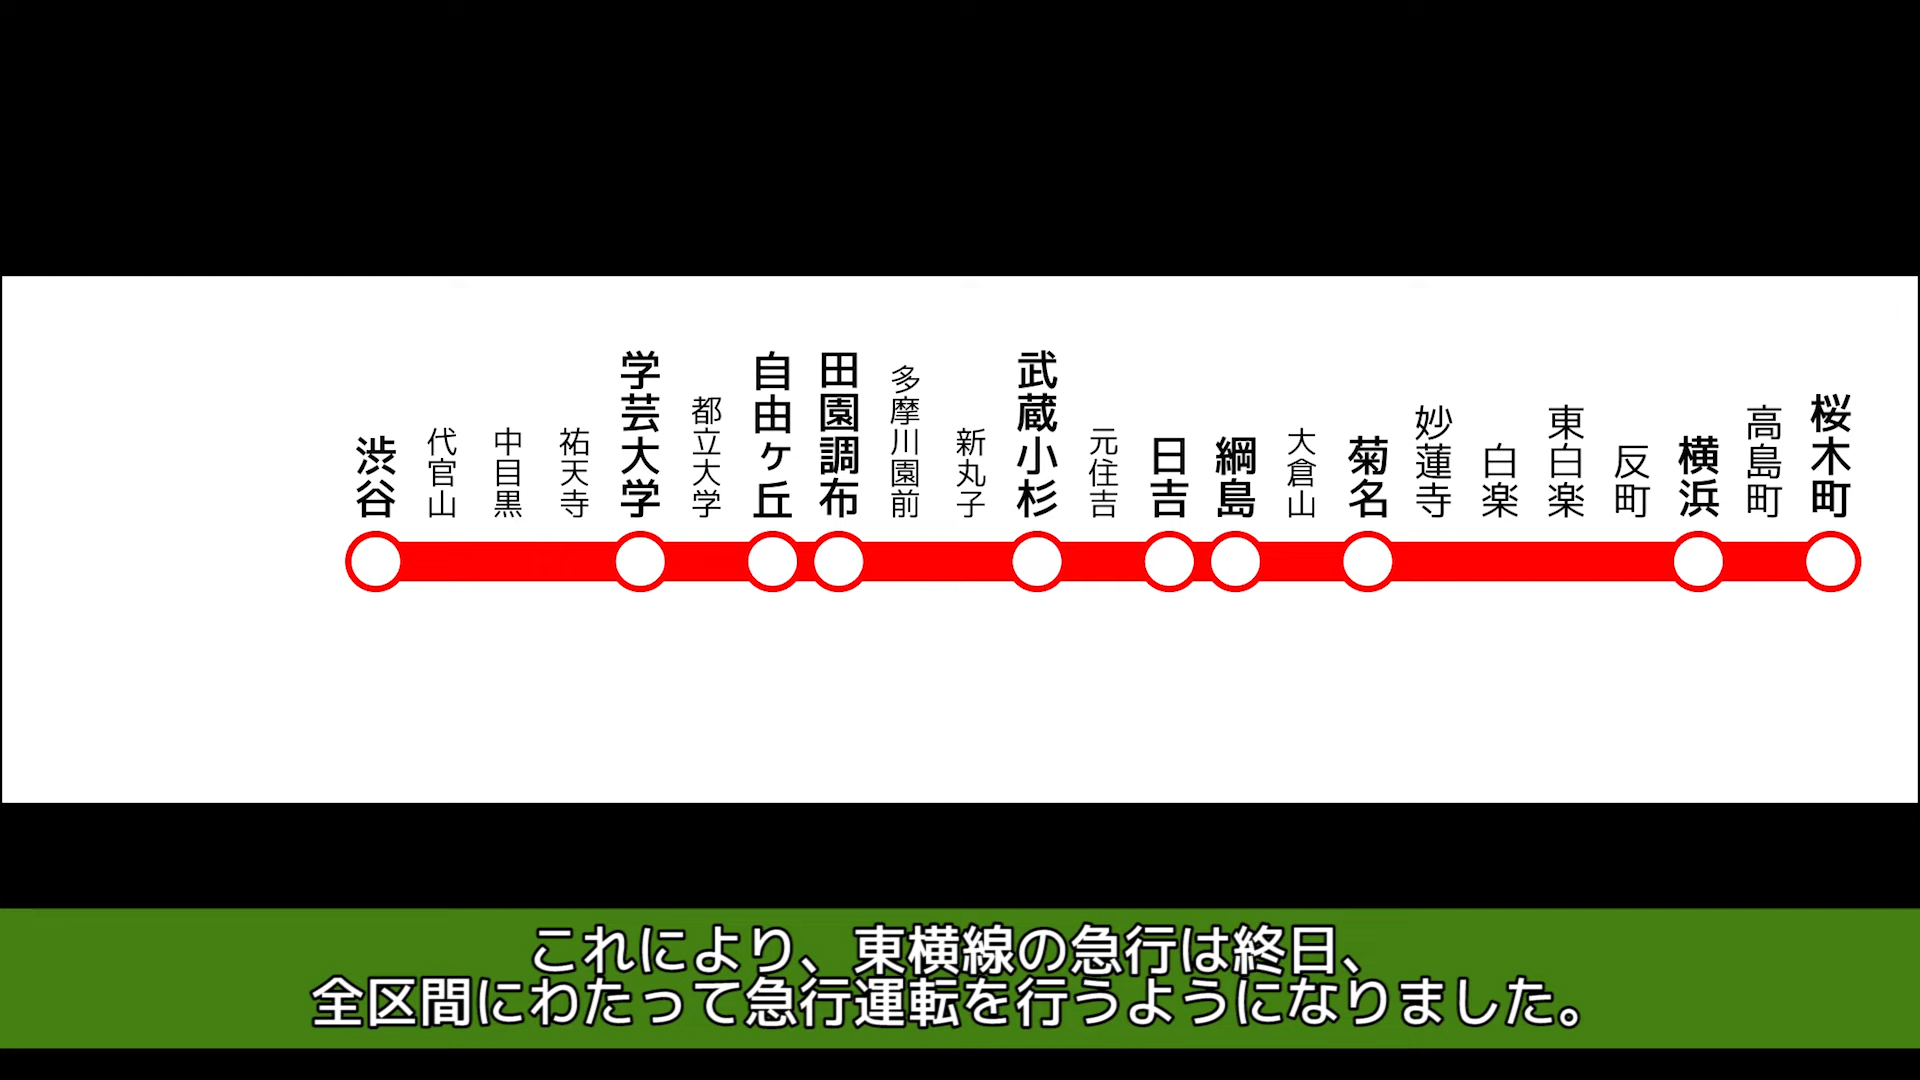 渋谷
代官山
中目黒
祐天寺
学芸大学
都立大学
自由ヶ丘
田園調布
多摩川園前
新丸子
武蔵小杉
元住吉
日吉
綱島
大倉山
菊名
妙蓮寺
白楽
東白楽
反町
横浜
高島町
桜木町
これにより、東横線の急行は終日、
全区間にわたって急行運転を行うようになりました。